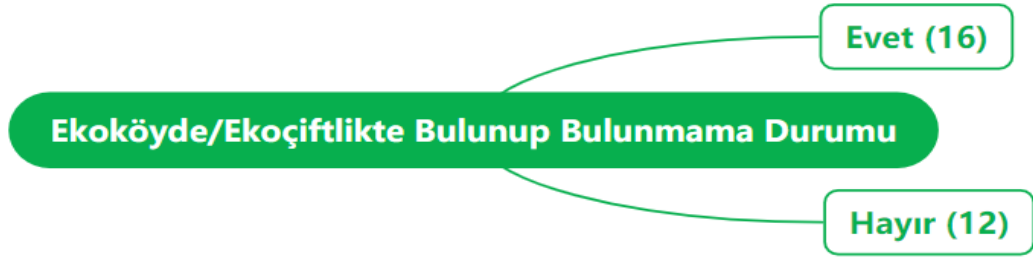 Evet (16)
Ekoköyde/Ekoçiftlikte Bulunup Bulunmama Durumu
Hayır (12)